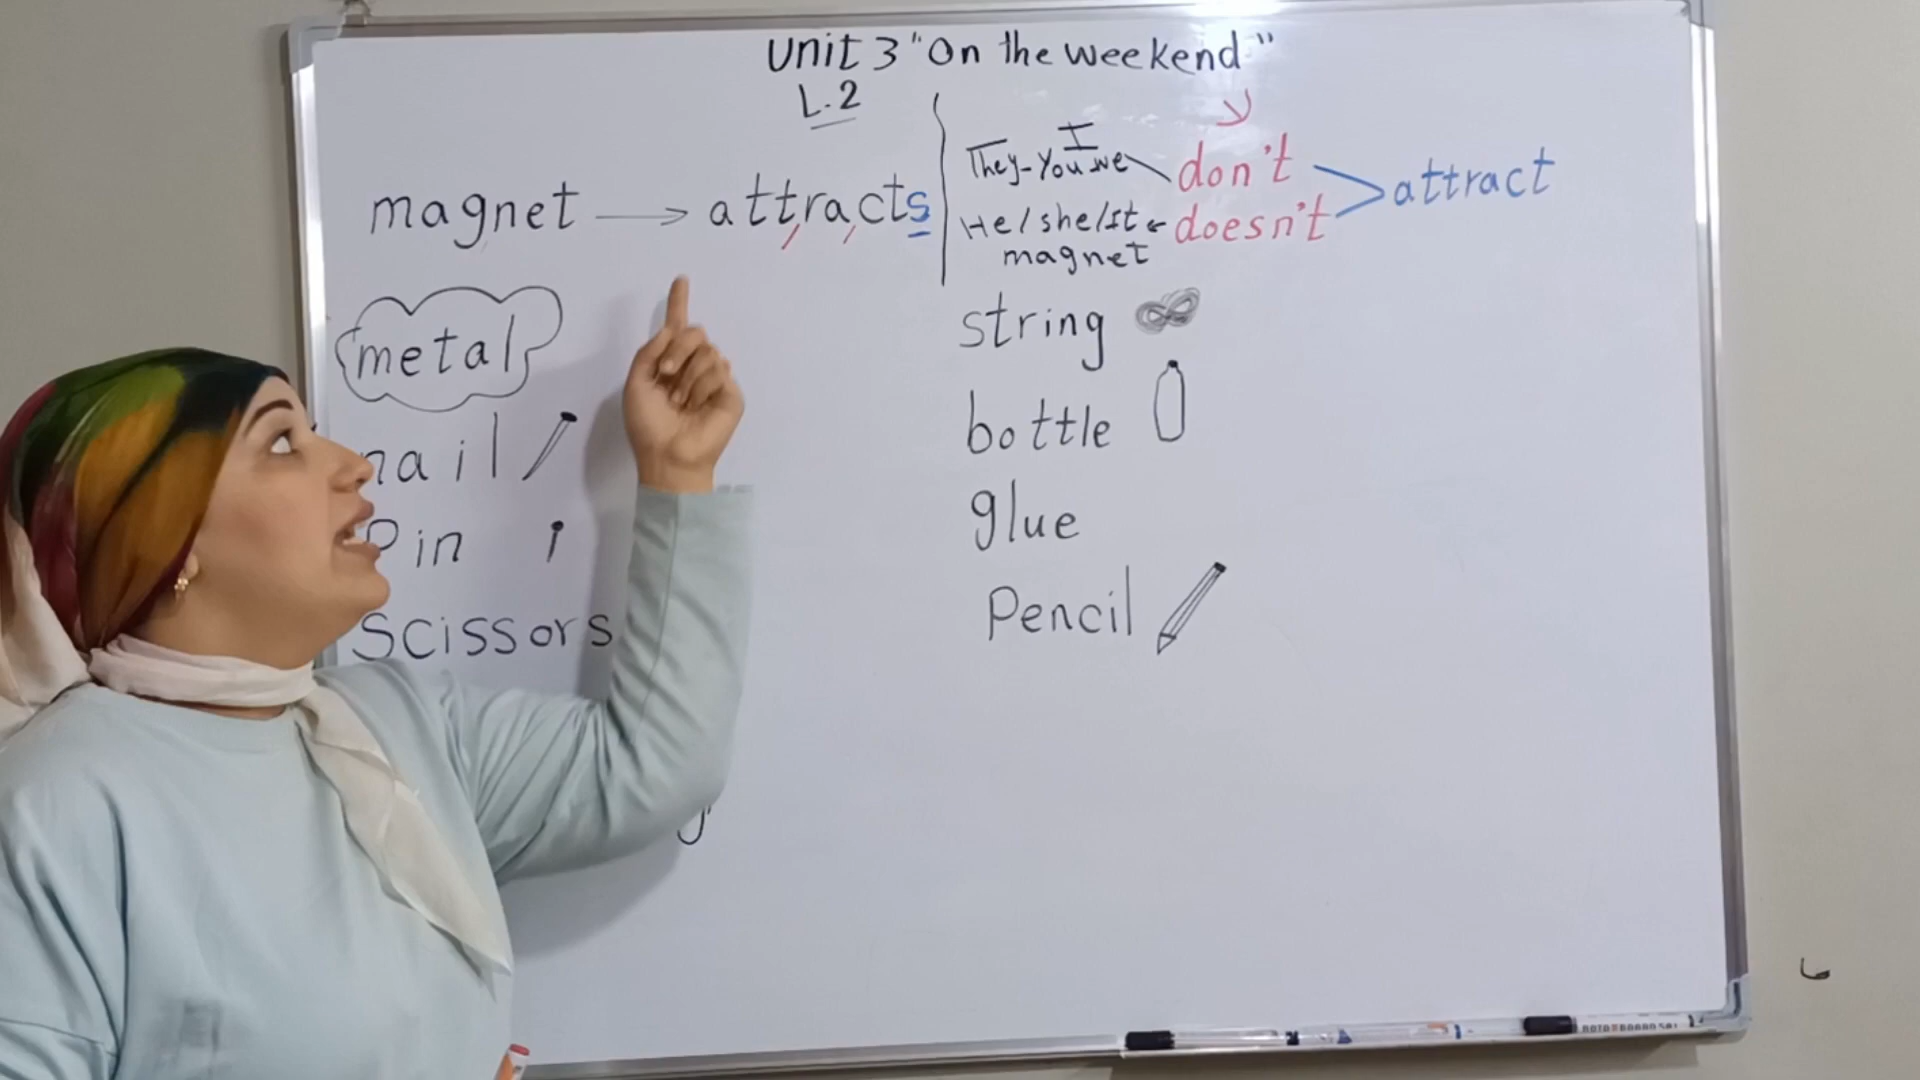 Unit 3 "On the weekend"
L.2
magnet → attracts
I
They-You we don't
He/she/It doesn't
attract
magnet
metal
nail
Pin
Scissors
string
bottle
glue
Pencil